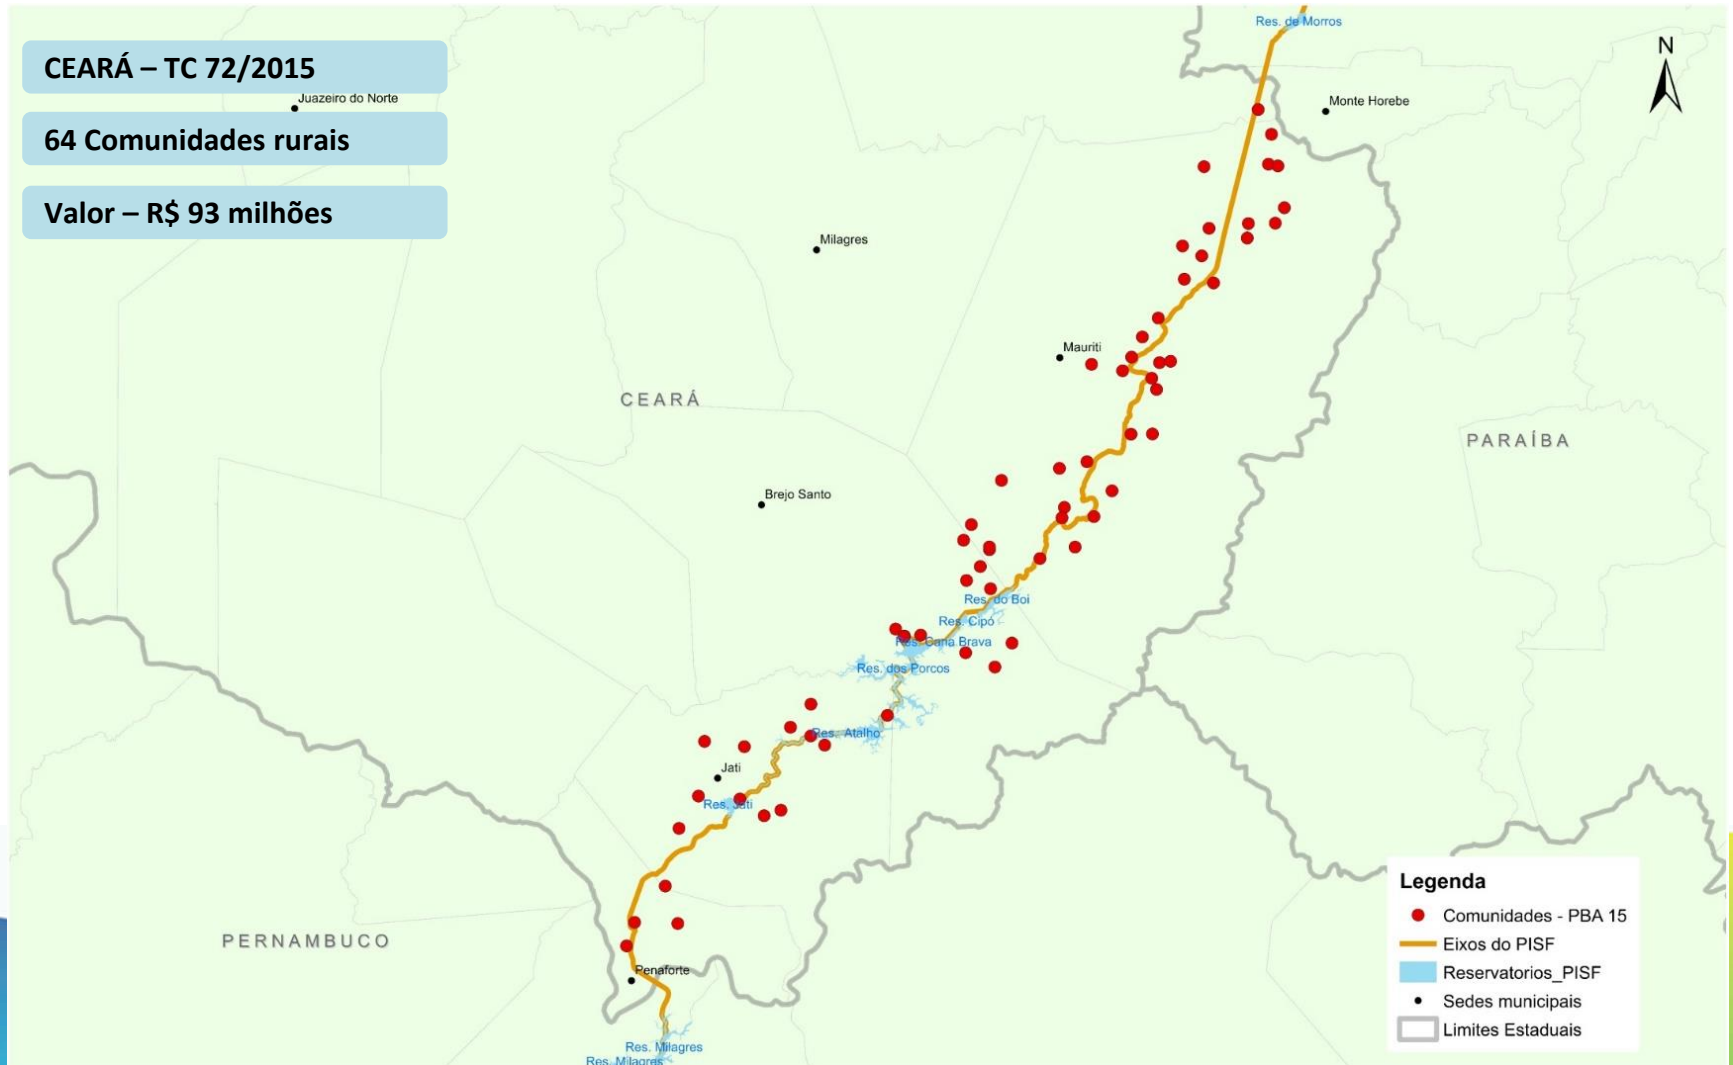 Res. de Morros
CEARÁ – TC 72/2015
N
Juazeiro do Norte
Monte Horebe
64 Comunidades rurais
Valor – R$ 93 milhões
Milagres
Mauriti
CEARÁ
PARAÍBA
Brejo Santo
Res. do Boi
Res. Cipó
Res. Cana Brava
Res. dos Porcos
Res. Atalho
Jati
Res. Jati
Legenda
Comunidades - PBA 15
Eixos do PISF
Reservatorios_PISF
Sedes municipais
Limites Estaduais
PERNAMBUCO
Penaforte
Res. Milagres
Res. Milagres